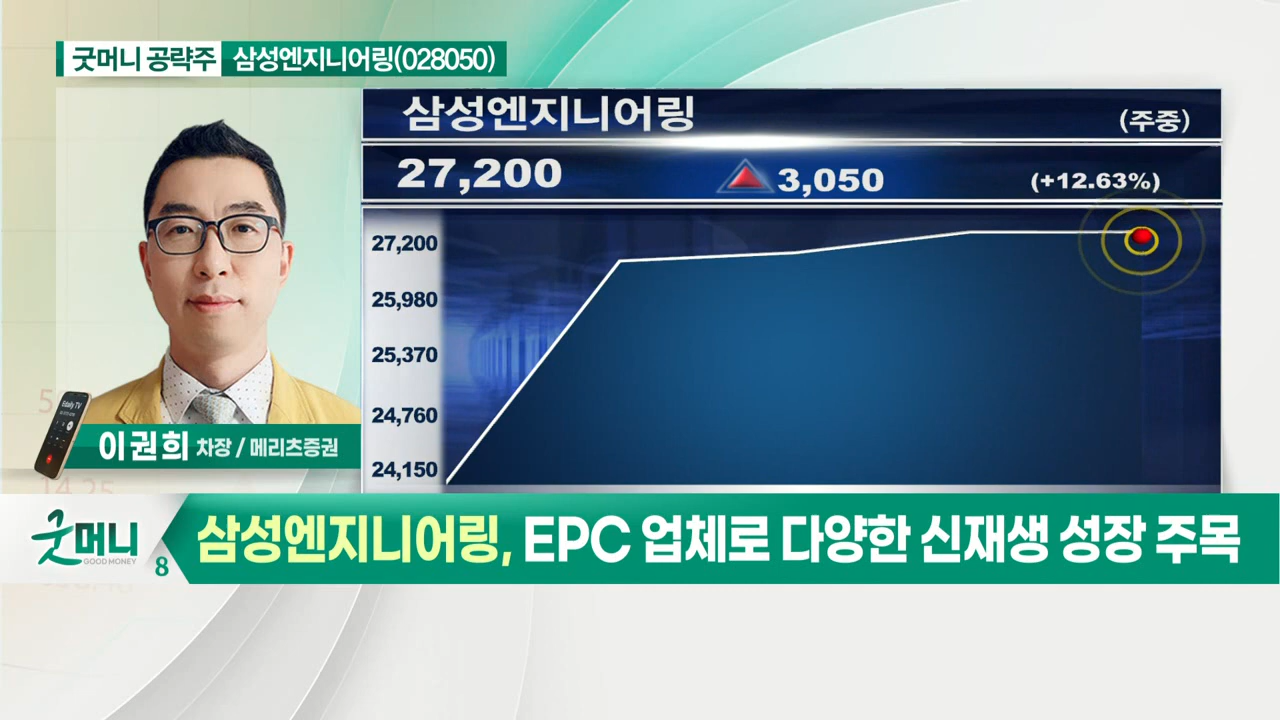 굿머니 공략주 삼성엔지니어링(028050)
삼성엔지니어링 (주중)
27,200 3,050 (+12.63%)
27,200
25,980
25,370
24,760
24,150
Edaily TV
이권희 차장 / 메리츠증권
14.25
굿머니
GOOD MONEY
8
삼성엔지니어링, EPC 업체로 다양한 신재생 성장 주목